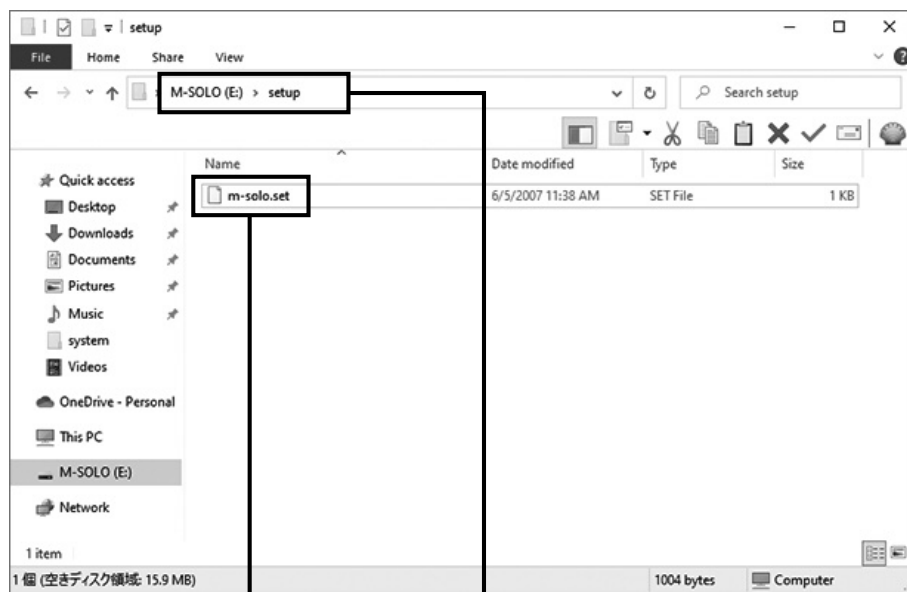 setup
File Home Share View
M-SOLO (E:) > setup
Search setup
Name Date modified Type Size
m-solo.set 6/5/2007 11:38 AM SET File 1 KB
Quick access
Desktop
Downloads
Documents
Pictures
Music
system
Videos
OneDrive - Personal
This PC
M-SOLO (E:)
Network
1 item
1 個 (空きディスク領域: 15.9 MB) 1004 bytes Computer